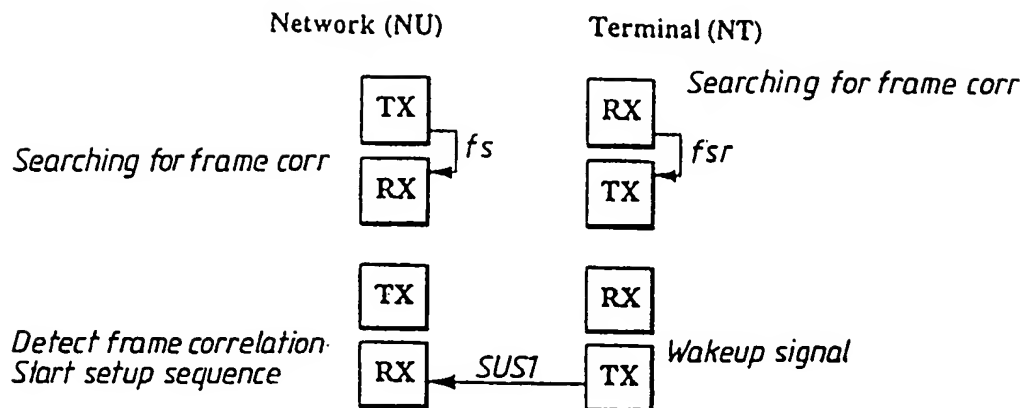 Network (NU)
Terminal (NT)
TX
RX
Searching for frame corr
fs
fsr
Searching for frame corr
RX
TX
TX
RX
Detect frame correlation
Start setup sequence
RX
SUS1
TX
Wakeup signal